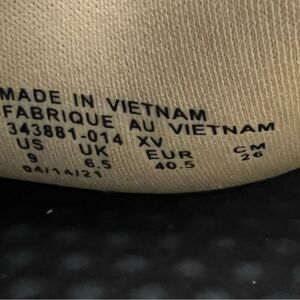 MADE IN VIETNAM
FABRIQUE AU VIETNAM
343881-014 XV
US UK EUR CM
9 6.5 40.5 26
04/14/21